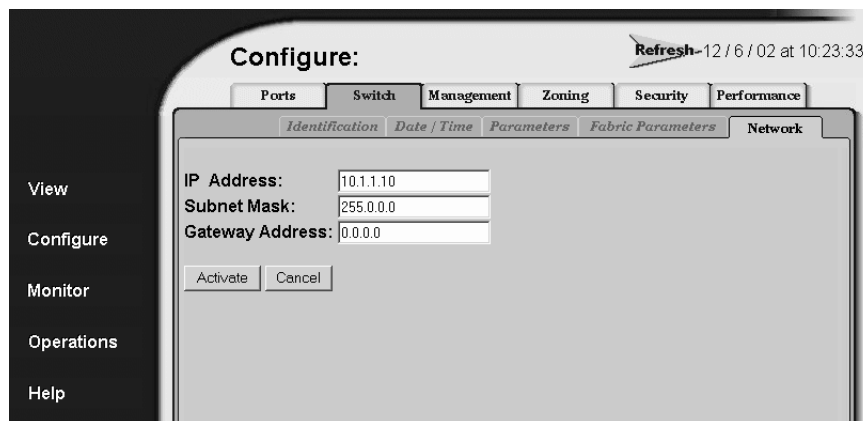 Configure:
Refresh 12 / 6 / 02 at 10:23:33
Ports Switch Management Zoning Security Performance
Identification Date / Time Parameters Fabric Parameters Network
View
Configure
Monitor
Operations
Help
IP Address: 10.1.1.10
Subnet Mask: 255.0.0.0
Gateway Address: 0.0.0.0
Activate Cancel